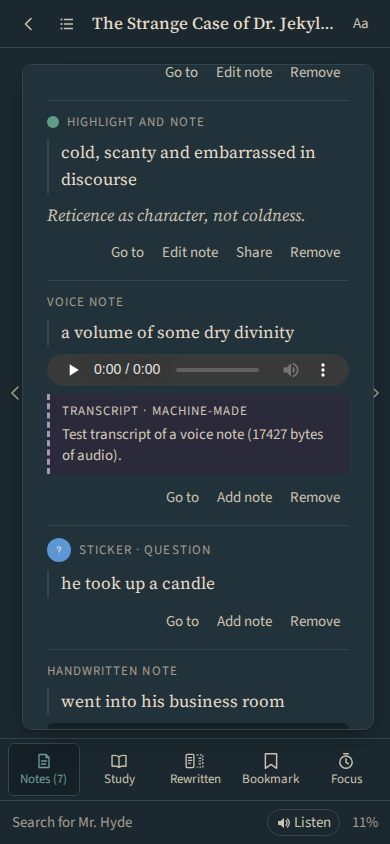 The Strange Case of Dr. Jekyl...
Aa
Go to Edit note Remove
HIGHLIGHT AND NOTE
cold, scanty and embarrassed in
discourse
Reticence as character, not coldness.
Go to Edit note Share Remove
VOICE NOTE
a volume of some dry divinity
0:00 / 0:00
TRANSCRIPT · MACHINE-MADE
Test transcript of a voice note (17427 bytes
of audio).
Go to Add note Remove
? STICKER · QUESTION
he took up a candle
Go to Add note Remove
HANDWRITTEN NOTE
went into his business room
Notes (7) Study Rewritten Bookmark Focus
Search for Mr. Hyde Listen 11%